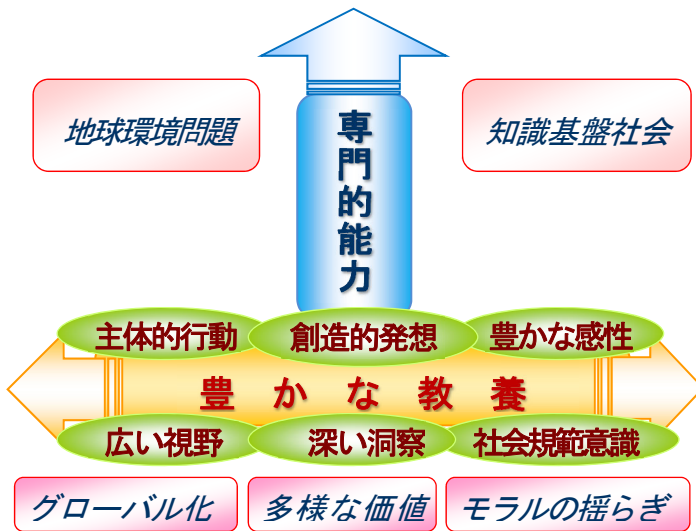 地球環境問題
知識基盤社会
専門的能力
主体的行動
創造的発想
豊かな感性
豊かな教養
広い視野
深い洞察
社会規範意識
グローバル化
多様な価値
モラルの揺らぎ